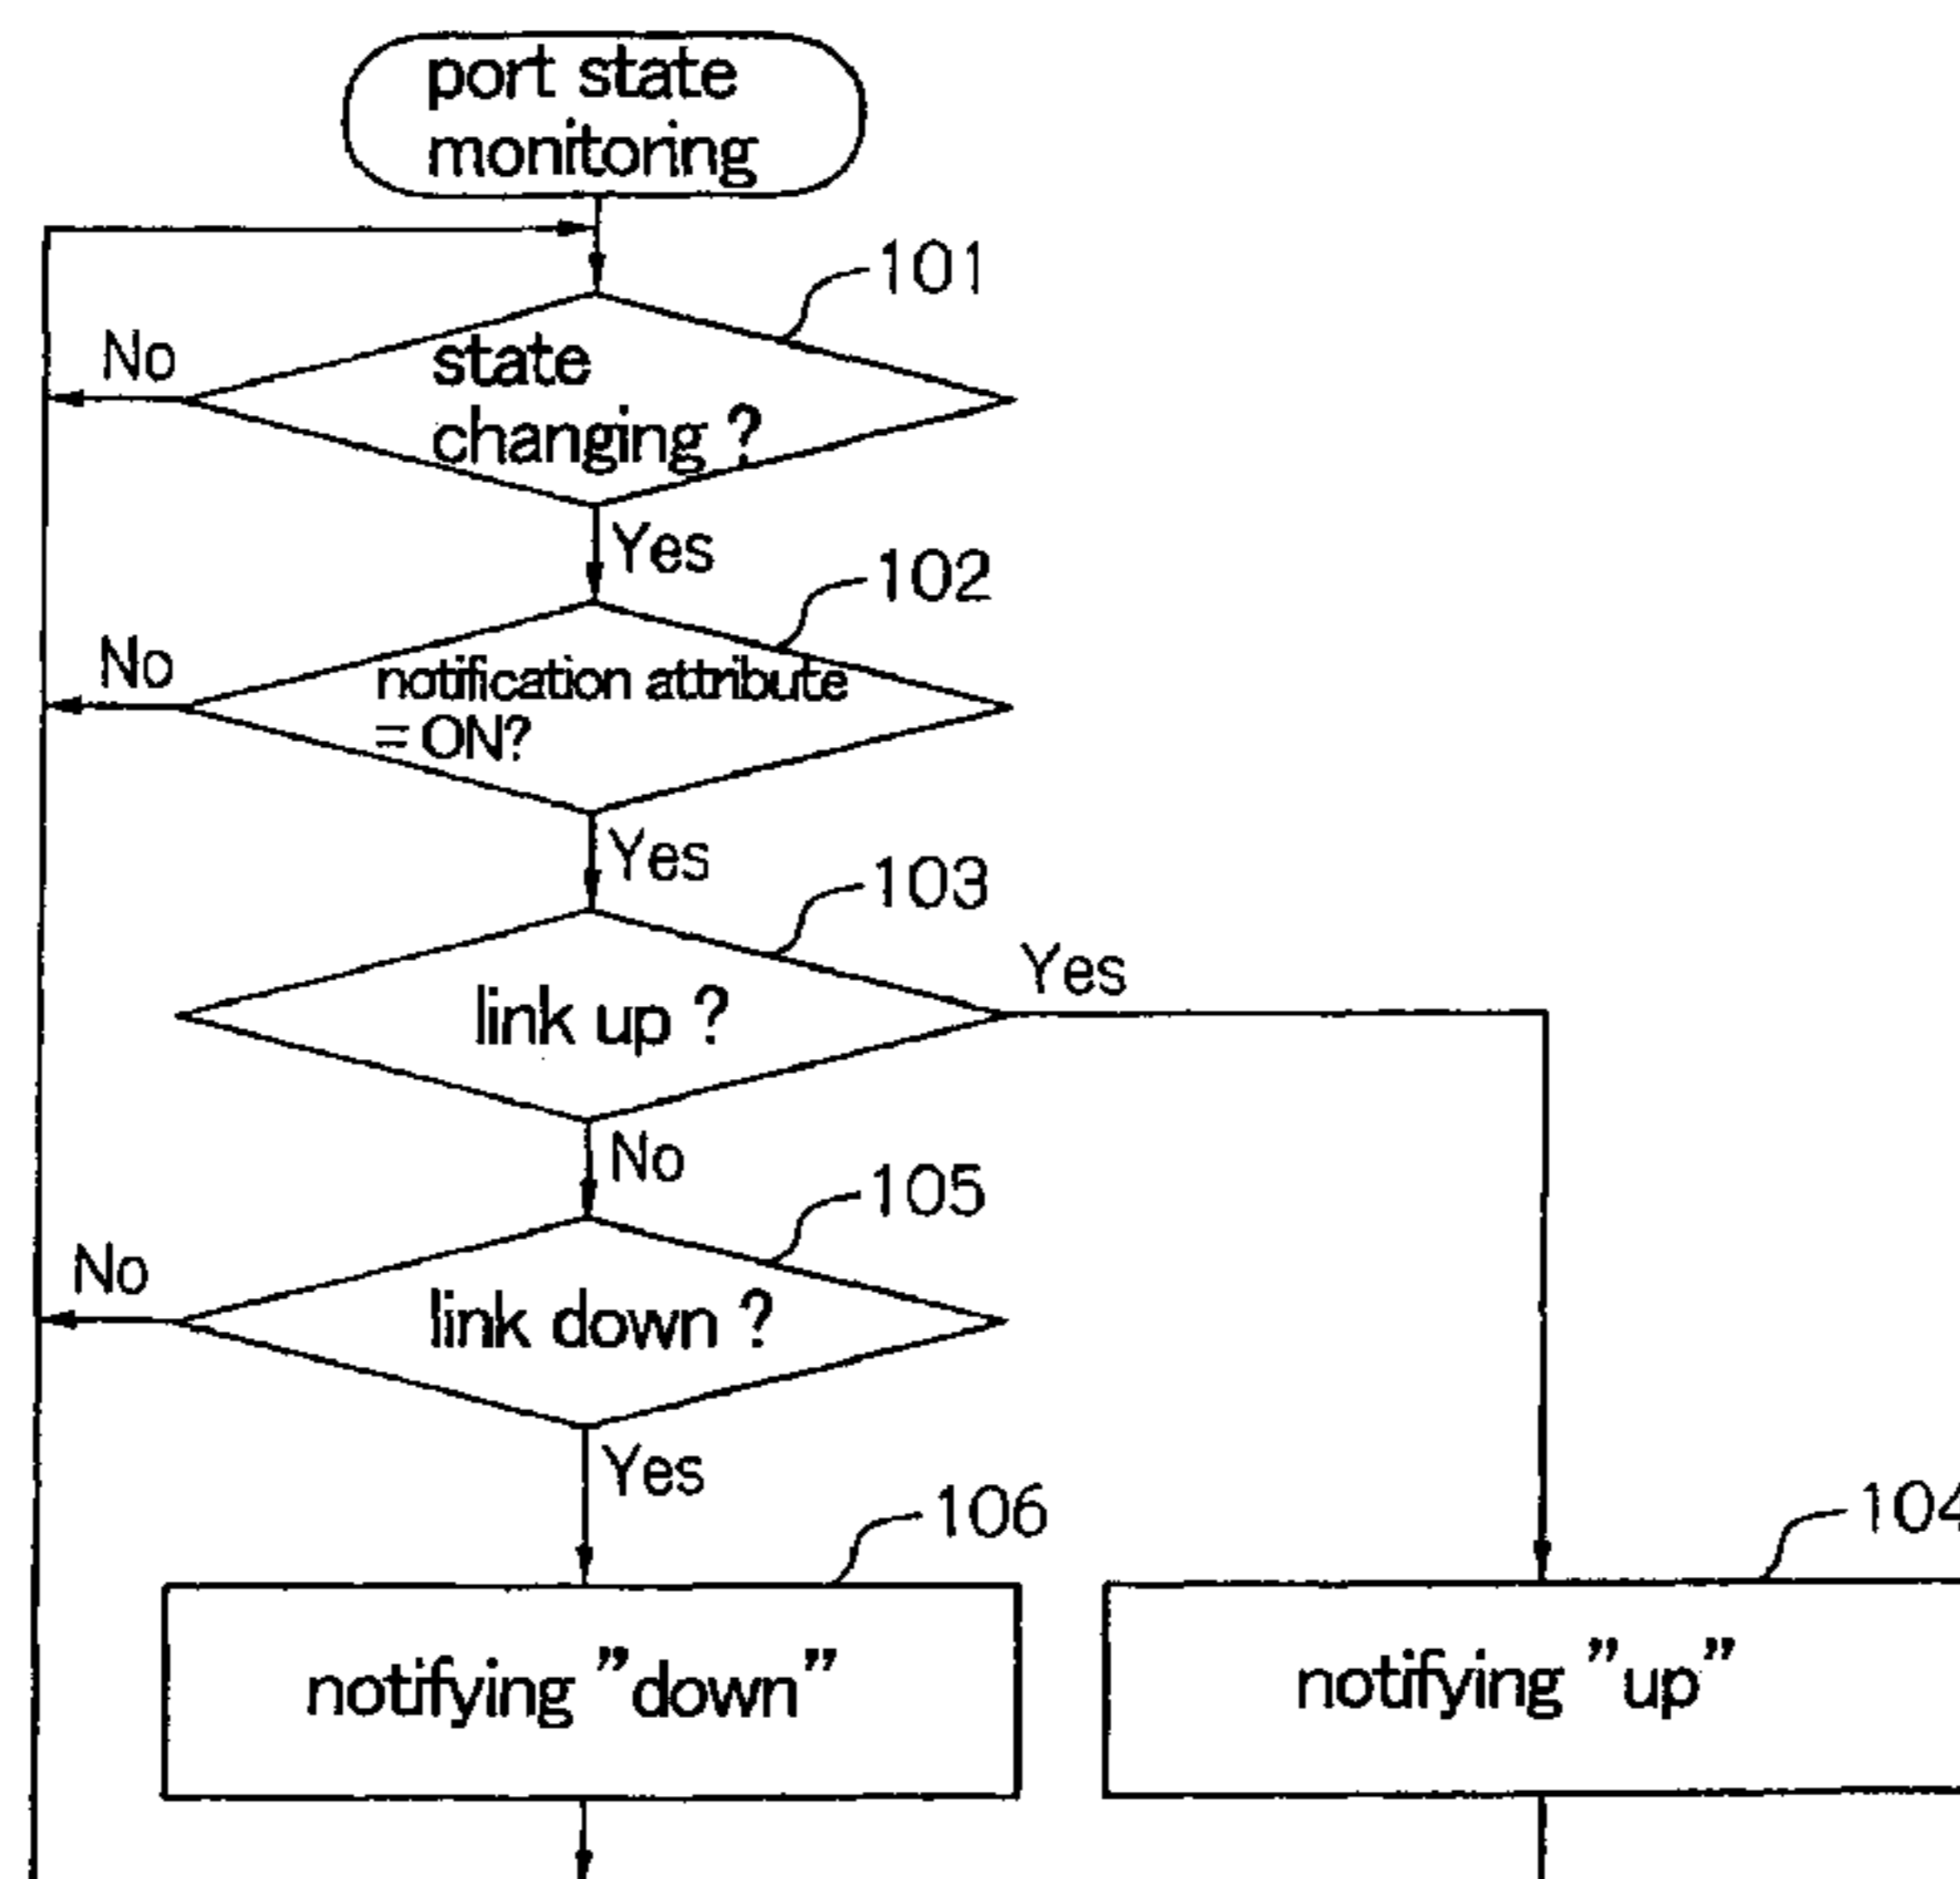 port state
monitoring
101
No
state
changing ?
Yes
102
No
notification attribute
= ON?
Yes
103
Yes
link up ?
No
105
No
link down ?
Yes
106
104
notifying ”down”
notifying ”up”